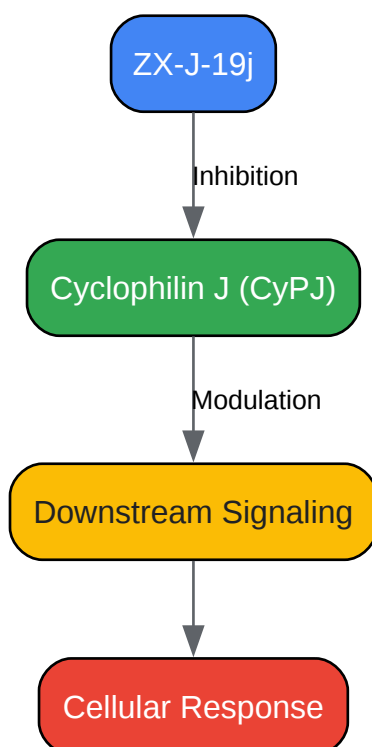 ZX-J-19j
Inhibition
Cyclophilin J (CyPJ)
Modulation
Downstream Signaling
Cellular Response